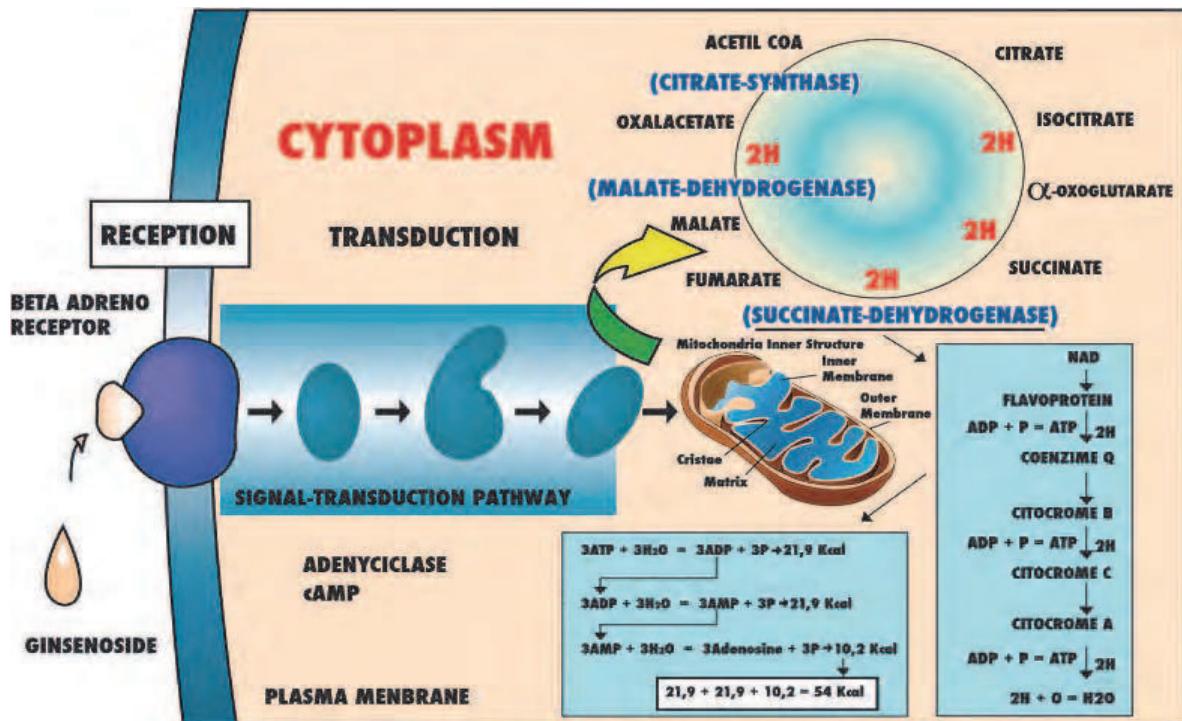 ACETIL COA
CITRATE
(CITRATE-SYNTHASE)
OXALACETATE
ISOCITRATE
2H
2H
(MALATE-DEHYDROGENASE)
α-OXOGLUTARATE
MALATE
2H
FUMARATE
2H
SUCCINATE
(SUCCINATE-DEHYDROGENASE)
CYTOPLASM
RECEPTION
TRANSDUCTION
BETA ADRENO
RECEPTOR
SIGNAL-TRANSDUCTION PATHWAY
ADENYCICLASE
cAMP
GINSENOSIDE
PLASMA MENBRANE
Mitochondria Inner Structure
Inner
Membrane
Outer
Membrane
Cristae
Matrix
3ATP + 3H2O = 3ADP + 3P→21,9 Kcal
3ADP + 3H2O = 3AMP + 3P→21,9 Kcal
3AMP + 3H2O = 3Adenosine + 3P→10,2 Kcal
21,9 + 21,9 + 10,2 = 54 Kcal
NAD
FLAVOPROTEIN
ADP + P = ATP 2H
COENZIME Q
CITOCROME B
ADP + P = ATP 2H
CITOCROME C
CITOCROME A
ADP + P = ATP 2H
2H + O = H2O